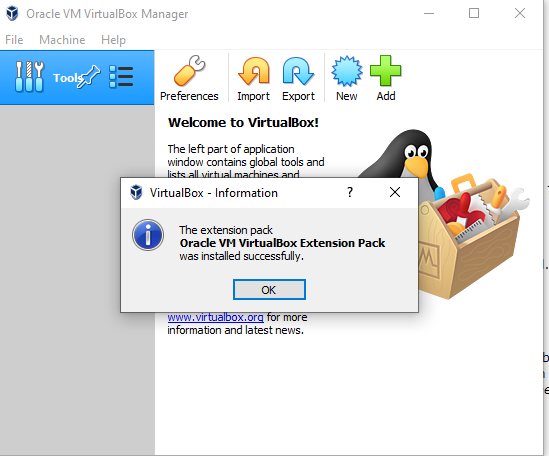 Oracle VM VirtualBox Manager
File Machine Help
Tools
Preferences Import Export New Add
Welcome to VirtualBox!
The left part of application
window contains global tools and
lists all virtual machines and
VirtualBox - Information
The extension pack
Oracle VM VirtualBox Extension Pack
was installed successfully.
OK
www.virtualbox.org for more
information and latest news.